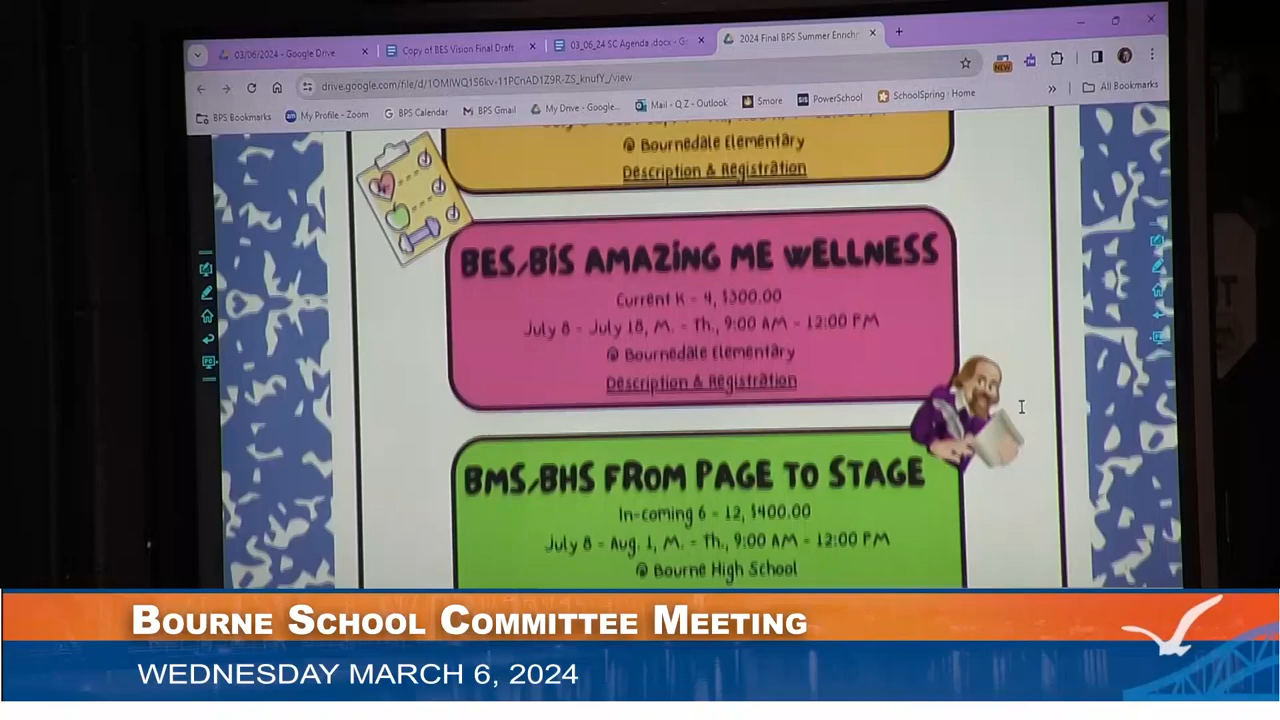 03/06/2024 - Google Drive
Copy of BES Vision Final Draft
03_06_24 SC Agenda .docx - G
2024 Final BPS Summer Enrich
drive.google.com/file/d/1OMIWQ1S6kv-11PCnAD1Z9R-ZS_knufY_/view
NEW
BPS Bookmarks
My Profile - Zoom
BPS Calendar
BPS Gmail
My Drive - Google...
Mail - Q Z - Outlook
Smore
PowerSchool
SchoolSpring : Home
»
All Bookmarks
@ Bournedale Elementary
Description & Registration
BES/BIS AMAZING ME WELLNESS
Current K - 4, $300.00
July 8 - July 18, M. - Th., 9:00 AM - 12:00 PM
@ Bournedale Elementary
Description & Registration
BMS/BHS FROM PAGE TO STAGE
In-coming 6 - 12, $400.00
July 8 - Aug. 1, M. - Th., 9:00 AM - 12:00 PM
@ Bourne High School
BOURNE SCHOOL COMMITTEE MEETING
WEDNESDAY MARCH 6, 2024